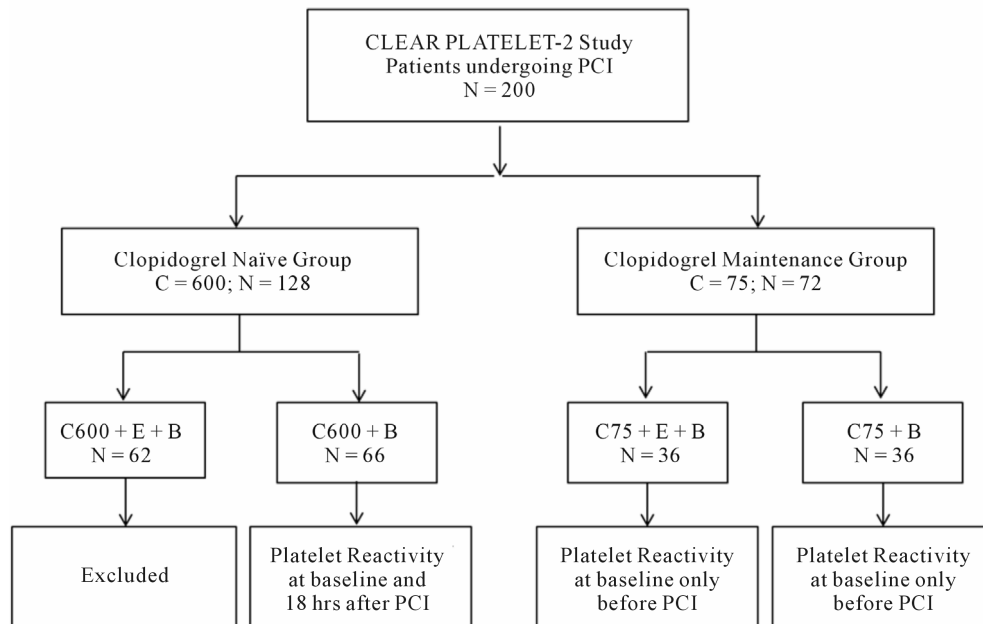 CLEAR PLATELET-2 Study
Patients undergoing PCI
N = 200
Clopidogrel Naïve Group
C = 600; N = 128
Clopidogrel Maintenance Group
C = 75; N = 72
C600 + E + B
N = 62
C600 + B
N = 66
C75 + E + B
N = 36
C75 + B
N = 36
Excluded
Platelet Reactivity
at baseline and
18 hrs after PCI
Platelet Reactivity
at baseline only
before PCI
Platelet Reactivity
at baseline only
before PCI